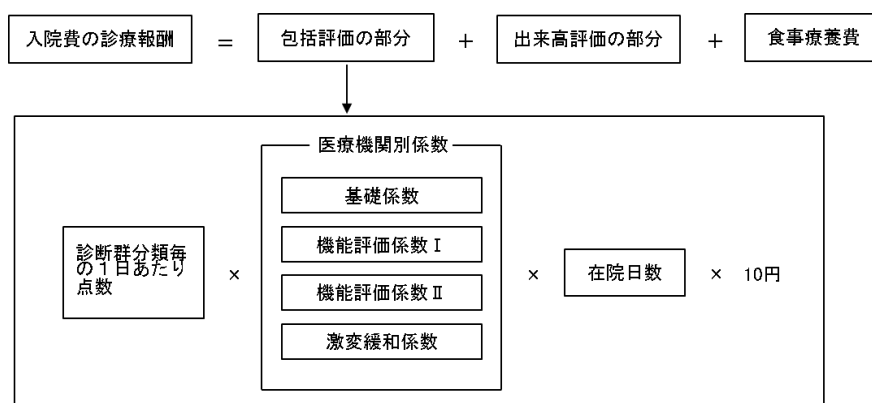 入院費の診療報酬 = 包括評価の部分 + 出来高評価の部分 + 食事療養費
医療機関別係数
基礎係数
機能評価係数Ⅰ
診断群分類毎
の1日あたり
点数
×
機能評価係数Ⅱ
激変緩和係数
× 在院日数 × 10円